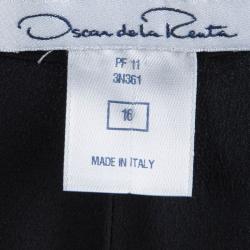 Oscar de la Renta
PF 11
3N361
16
MADE IN ITALY